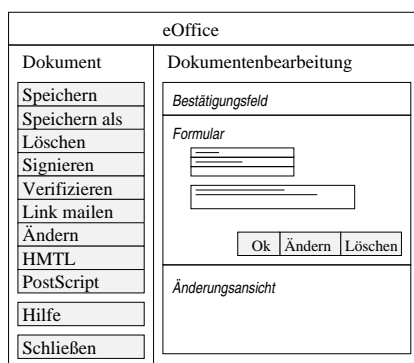 eOffice
Dokument
Speichern
Speichern als
Löschen
Signieren
Verifizieren
Link mailen
Ändern
HMTL
PostScript
Hilfe
Schließen
Dokumentenbearbeitung
Bestätigungsfeld
Formular
Ok Ändern Löschen
Änderungsansicht